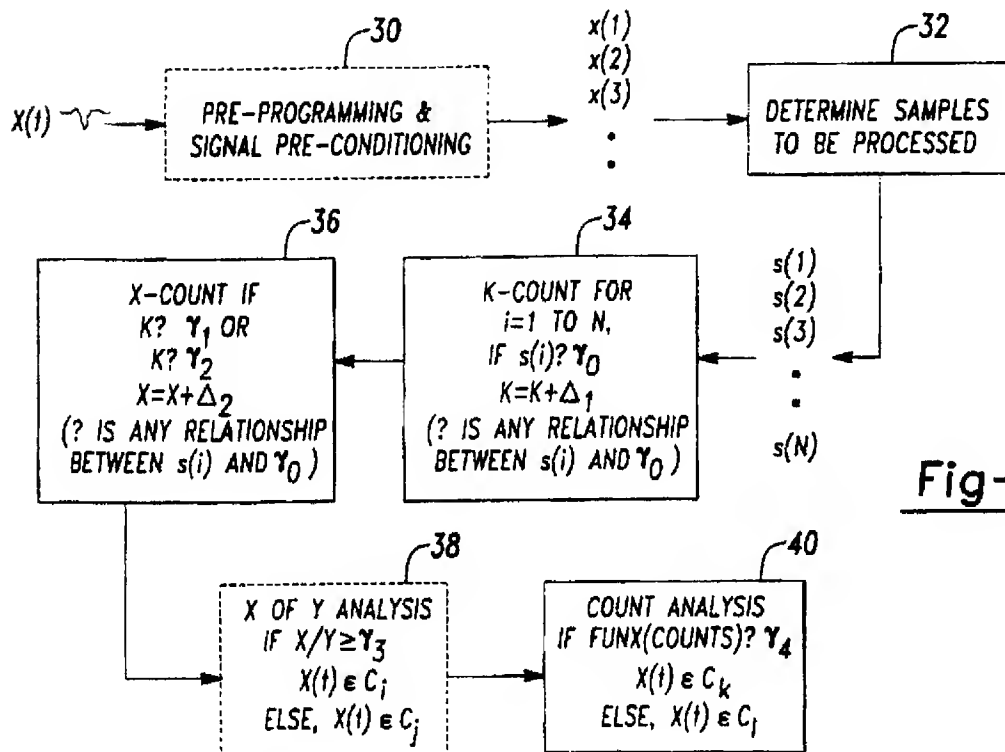 30
X(t)
PRE-PROGRAMMING &
SIGNAL PRE-CONDITIONING
x(1)
x(2)
x(3)
32
DETERMINE SAMPLES
TO BE PROCESSED
36
X-COUNT IF
K? γ1 OR
K? γ2
X=X+Δ2
(? IS ANY RELATIONSHIP
BETWEEN s(i) AND γ0)
34
K-COUNT FOR
i=1 TO N,
IF s(i)? γ0
K=K+Δ1
(? IS ANY RELATIONSHIP
BETWEEN s(i) AND γ0)
s(1)
s(2)
s(3)
s(N)
Fig-
38
X OF Y ANALYSIS
IF X/Y≥γ3
X(t) ϵ Ci
ELSE, X(t) ϵ Cj
40
COUNT ANALYSIS
IF FUNX(COUNTS)? γ4
X(t) ϵ Ck
ELSE, X(t) ϵ Cl